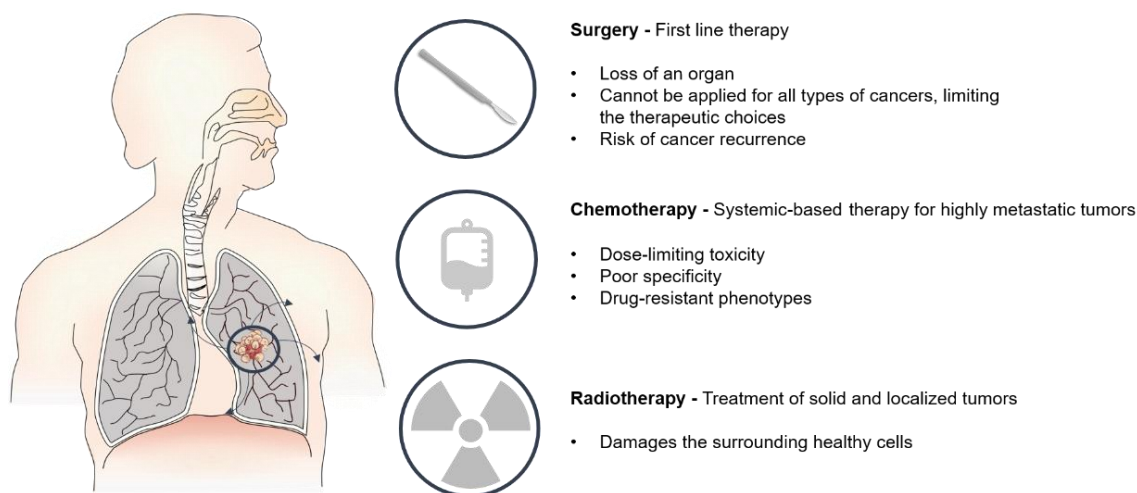 Surgery - First line therapy
• Loss of an organ
• Cannot be applied for all types of cancers, limiting
the therapeutic choices
• Risk of cancer recurrence
Chemotherapy - Systemic-based therapy for highly metastatic tumors
• Dose-limiting toxicity
• Poor specificity
• Drug-resistant phenotypes
Radiotherapy - Treatment of solid and localized tumors
• Damages the surrounding healthy cells